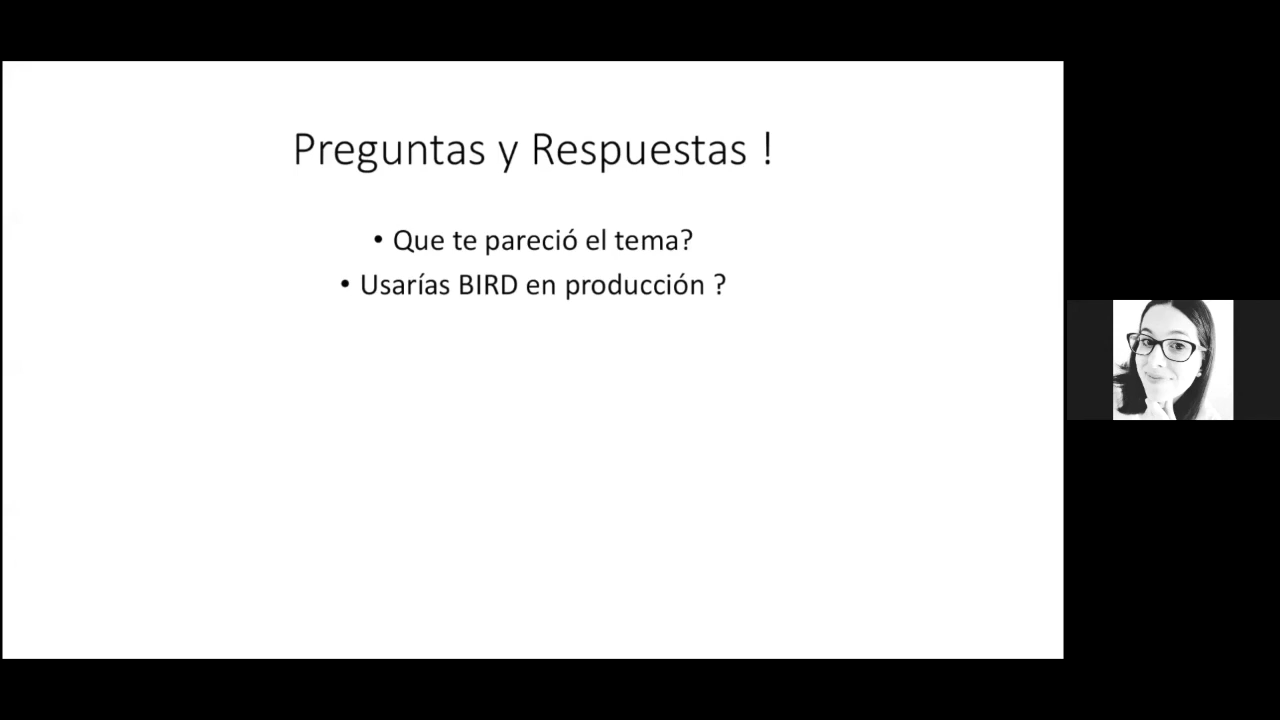 Preguntas y Respuestas !
• Que te pareció el tema?
• Usarías BIRD en producción ?